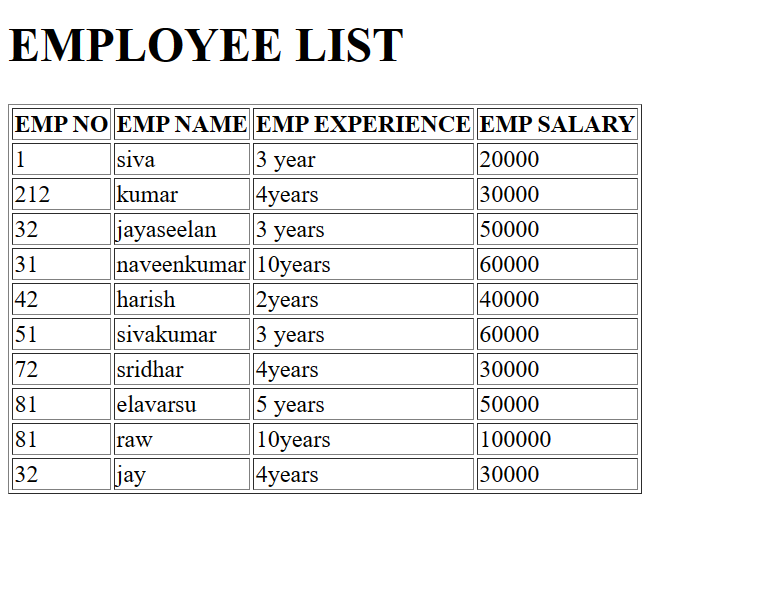 EMPLOYEE LIST
EMP NO EMP NAME EMP EXPERIENCE EMP SALARY
1 siva 3 year 20000
212 kumar 4years 30000
32 jayaseelan 3 years 50000
31 naveenkumar 10years 60000
42 harish 2years 40000
51 sivakumar 3 years 60000
72 sridhar 4years 30000
81 elavarsu 5 years 50000
81 raw 10years 100000
32 jay 4years 30000